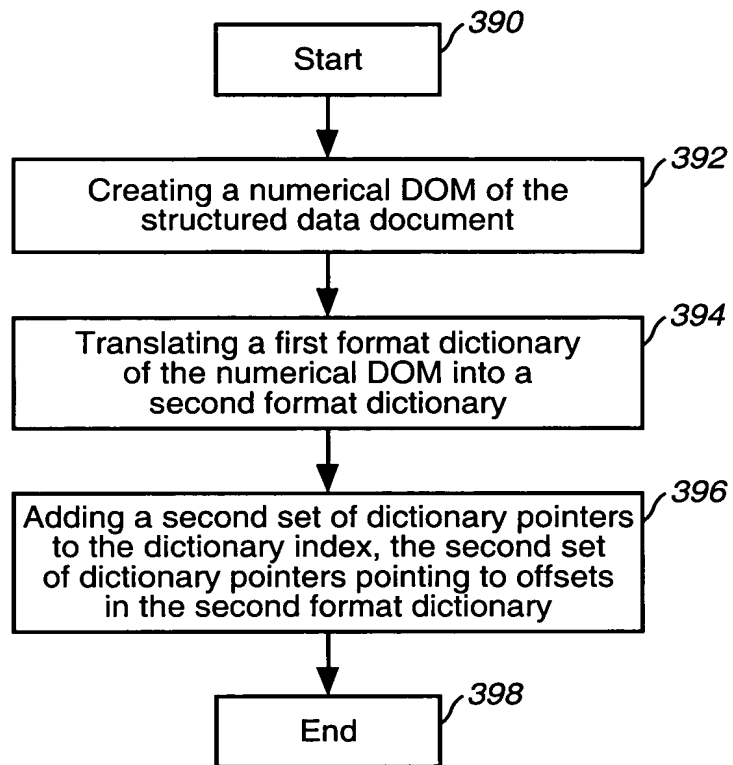 390
Start
392
Creating a numerical DOM of the
structured data document
394
Translating a first format dictionary
of the numerical DOM into a
second format dictionary
396
Adding a second set of dictionary pointers
to the dictionary index, the second set
of dictionary pointers pointing to offsets
in the second format dictionary
398
End